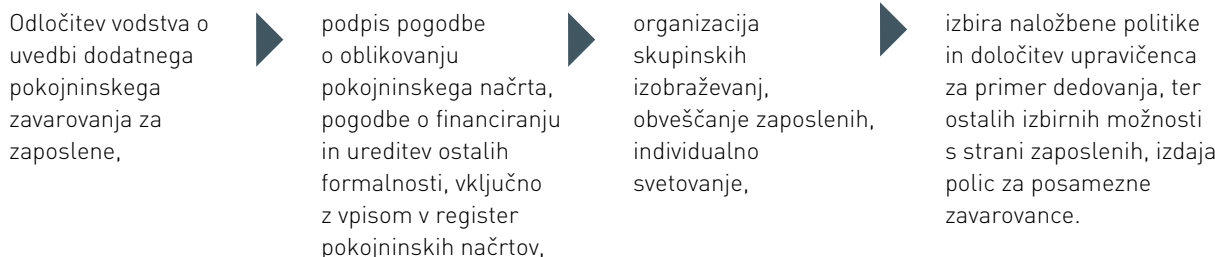 Odločitev vodstva o
uvedbi dodatnega
pokojninskega
zavarovanja za
zaposlene,
podpis pogodbe
o oblikovanju
pokojninskega načrta,
pogodbe o financiranju
in ureditev ostalih
formalnosti, vključno
z vpisom v register
pokojninskih načrtov,
organizacija
skupinskih
izobraževanj,
obveščanje zaposlenih,
individualno
svetovanje,
izbira naložbene politike
in določitev upravičenca
za primer dedovanja, ter
ostalih izbirnih možnosti
s strani zaposlenih, izdaja
polic za posamezne
zavarovance.